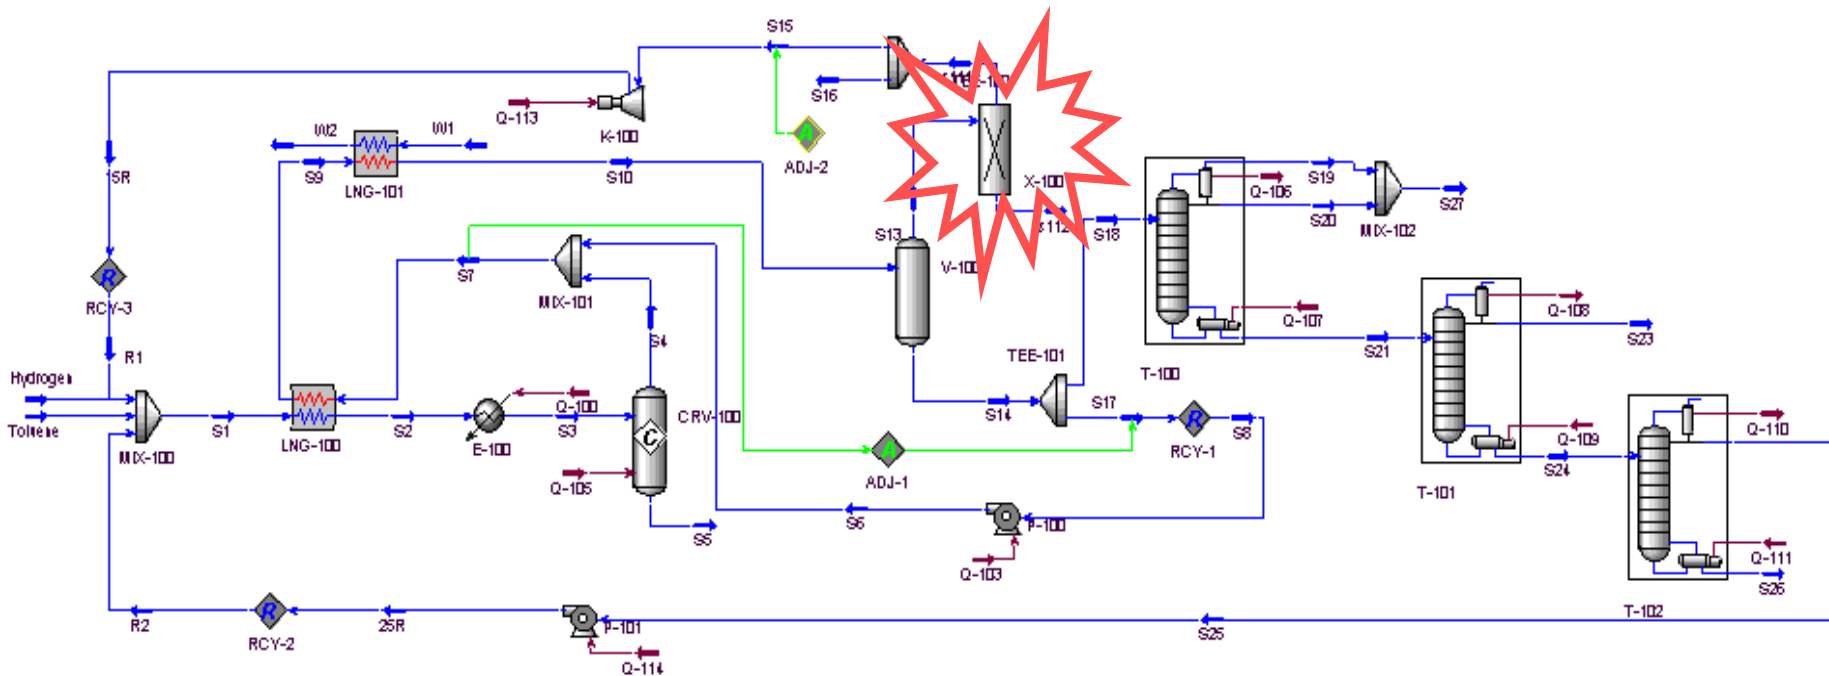 S15
S16
Q-113
K-100
A
ADJ-2
W2
W1
15R
S9
LNG-101
S10
X-100
Q-106
S19
S20
S27
MIX-102
S18
S13
V-100
S7
MIX-101
R
RCY-3
S4
R1
Hydrogen
Toluene
MIX-100
S1
LNG-100
S2
E-100
Q-100
S3
CRV-100
C
Q-105
S5
TEE-101
S14
S17
R
RCY-1
S8
A
ADJ-1
T-100
Q-107
S21
Q-108
S23
Q-109
S24
T-101
Q-110
Q-111
S26
T-102
S6
P-100
Q-103
R2
R
RCY-2
25R
P-101
Q-114
S25